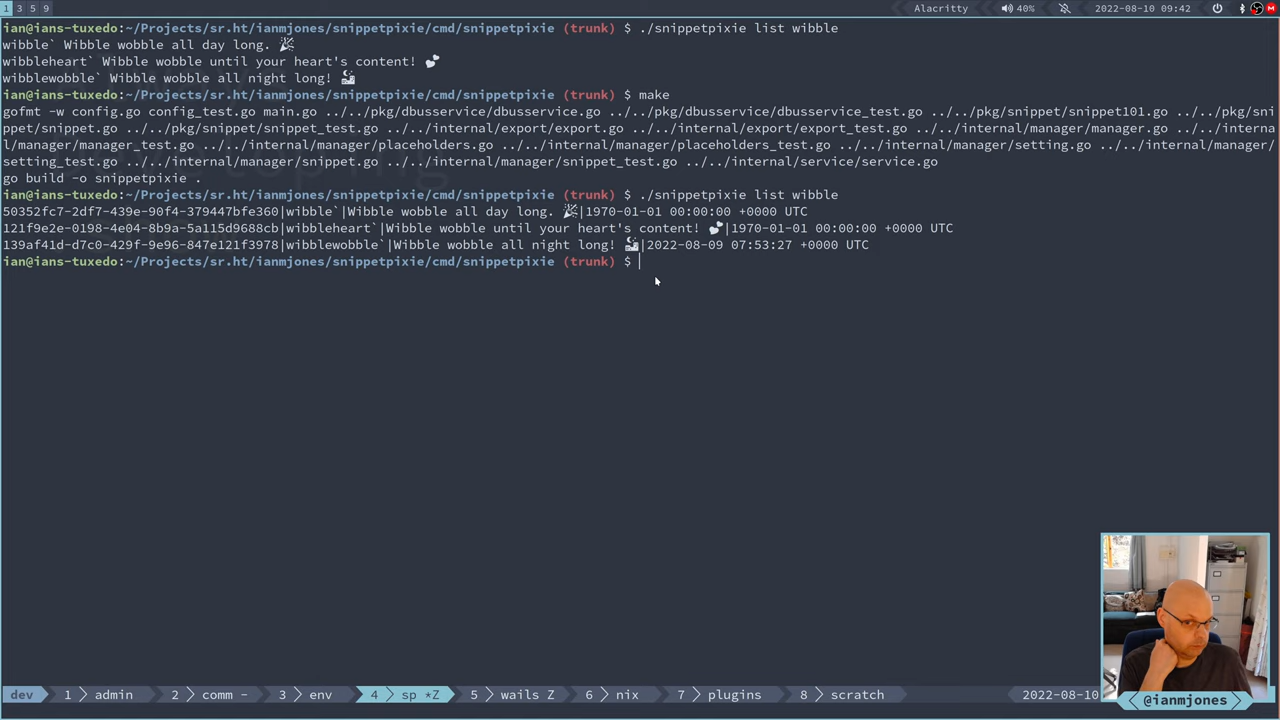 1 3 5 9 Alacritty 40% 2022-08-10 09:42 M
ian@ians-tuxedo:~/Projects/sr.ht/ianmjones/snippetpixie/cmd/snippetpixie (trunk) $ ./snippetpixie list wibble
wibble` Wibble wobble all day long. 🎉
wibbleheart` Wibble wobble until your heart's content! 💕
wibblewobble` Wibble wobble all night long! 
ian@ians-tuxedo:~/Projects/sr.ht/ianmjones/snippetpixie/cmd/snippetpixie (trunk) $ make
gofmt -w config.go config_test.go main.go ../../pkg/dbusservice/dbusservice.go ../../pkg/dbusservice/dbusservice_test.go ../../pkg/snippet/snippet101.go ../../pkg/sni
ppet/snippet.go ../../pkg/snippet/snippet_test.go ../../internal/export/export.go ../../internal/export/export_test.go ../../internal/manager/manager.go ../../interna
l/manager/manager_test.go ../../internal/manager/placeholders.go ../../internal/manager/placeholders_test.go ../../internal/manager/setting.go ../../internal/manager/
setting_test.go ../../internal/manager/snippet.go ../../internal/manager/snippet_test.go ../../internal/service/service.go
go build -o snippetpixie .
ian@ians-tuxedo:~/Projects/sr.ht/ianmjones/snippetpixie/cmd/snippetpixie (trunk) $ ./snippetpixie list wibble
50352fc7-2df7-439e-90f4-379447bfe360|wibble`|Wibble wobble all day long. 🎉|1970-01-01 00:00:00 +0000 UTC
121f9e2e-0198-4e04-8b9a-5a115d9688cb|wibbleheart`|Wibble wobble until your heart's content! 💕|1970-01-01 00:00:00 +0000 UTC
139af41d-d7c0-429f-9e96-847e121f3978|wibblewobble`|Wibble wobble all night long! |2022-08-09 07:53:27 +0000 UTC
ian@ians-tuxedo:~/Projects/sr.ht/ianmjones/snippetpixie/cmd/snippetpixie (trunk) $
dev 1 admin 2 comm - 3 env 4 sp *Z 5 wails Z 6 nix 7 plugins 8 scratch 2022-08-10
@ianmjones